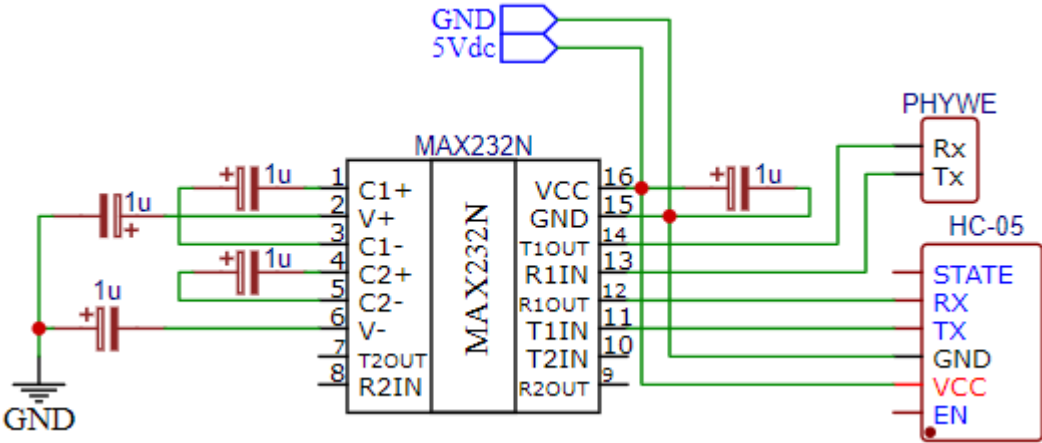 GND
5Vdc
PHYWE
Rx
Tx
MAX232N
MAX232N
1 C1+
2 V+
3 C1-
4 C2+
5 C2-
6 V-
7 T2OUT
8 R2IN
VCC 16
GND 15
T1OUT 14
R1IN 13
R1OUT 12
T1IN 11
T2IN 10
R2OUT 9
+ 1u
1u +
+ 1u
1u
+
+ 1u
HC-05
STATE
RX
TX
GND
VCC
EN
GND